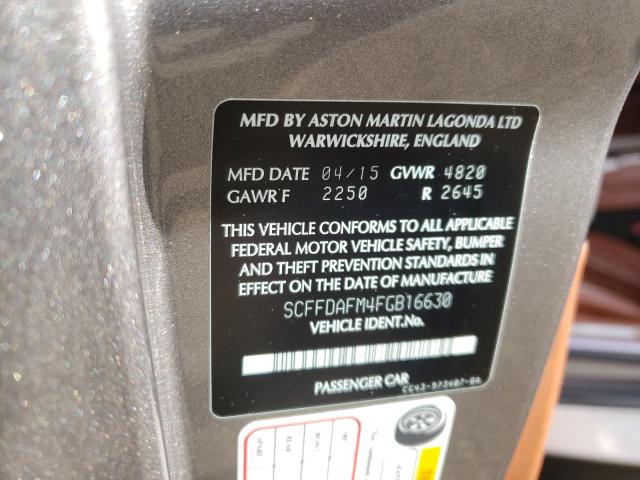 MFD BY ASTON MARTIN LAGONDA LTD
WARWICKSHIRE, ENGLAND
MFD DATE 04/15 GVWR 4820
GAWR F 2250 R 2645
THIS VEHICLE CONFORMS TO ALL APPLICABLE
FEDERAL MOTOR VEHICLE SAFETY, BUMPER
AND THEFT PREVENTION STANDARDS IN
EFFECT ON THE DATE OF MANUFACTURE
SCFFDAFM4FGB16630
VEHICLE IDENT.No.
PASSENGER CAR